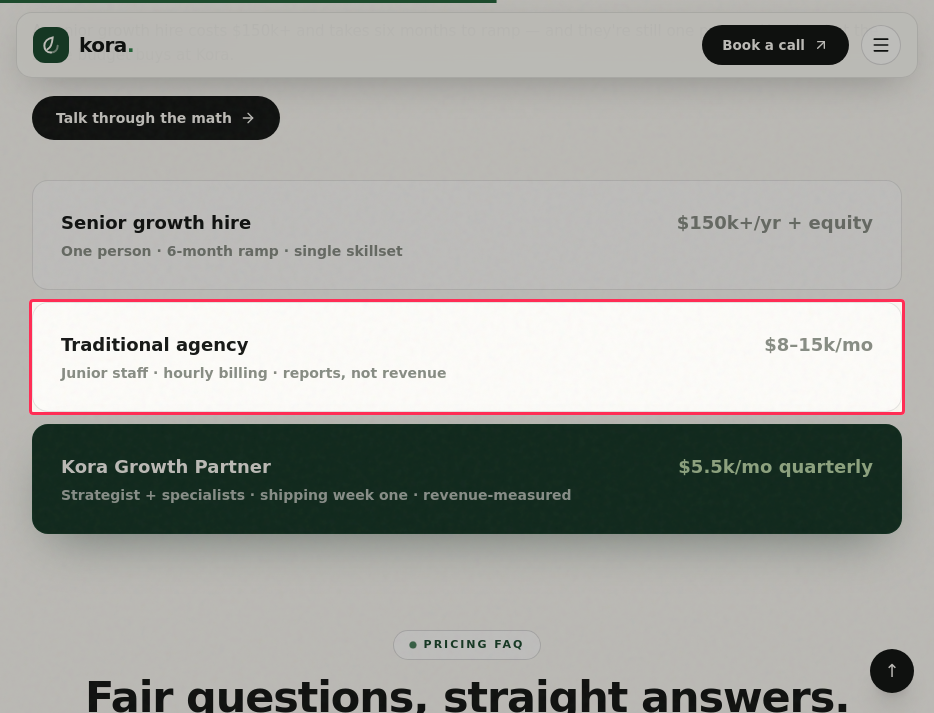 kora.
Book a call
Talk through the math →
Senior growth hire
$150k+/yr + equity
One person · 6-month ramp · single skillset
Traditional agency
$8–15k/mo
Junior staff · hourly billing · reports, not revenue
Kora Growth Partner
$5.5k/mo quarterly
Strategist + specialists · shipping week one · revenue-measured
PRICING FAQ
Fair questions, straight answers.